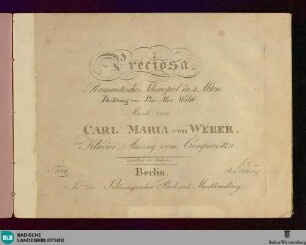 Preciosa.
Romantisches Schauspiel in 4 Akten
Dichtung von Pius Alex. Wolff
Musik von
CARL MARIA von WEBER.
Klavier Auszug vom Componisten.
Berlin.
In der Schlesingerschen Buch und Musikhandlung.
BLB
BADISCHE
LANDESBIBLIOTHEK